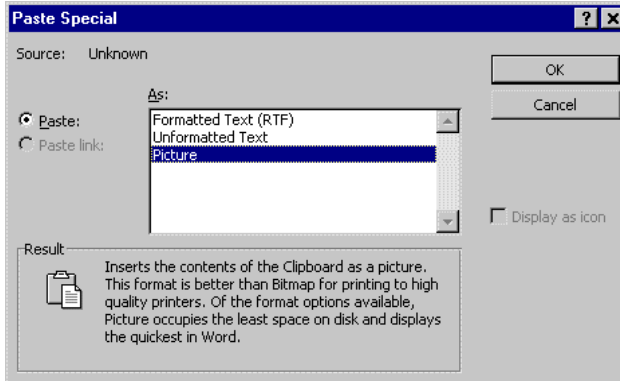 Paste Special
Source: Unknown
OK
As:
Cancel
Paste:
Formatted Text (RTF)
Unformatted Text
Paste link:
Picture
Display as icon
Result
Inserts the contents of the Clipboard as a picture.
This format is better than Bitmap for printing to high
quality printers. Of the format options available,
Picture occupies the least space on disk and displays
the quickest in Word.